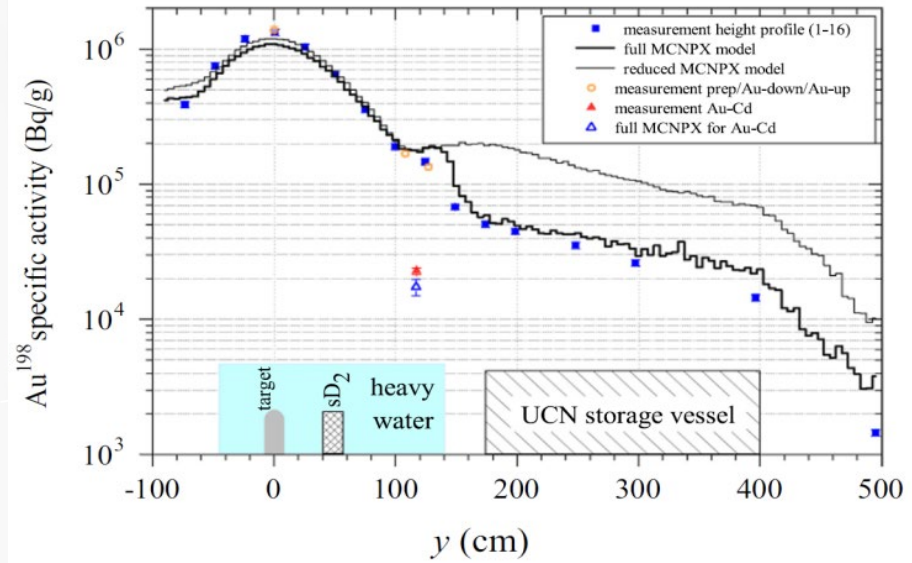 Au198 specific activity (Bq/g)
10^6
10^5
10^4
10^3
measurement height profile (1-16)
full MCNPX model
reduced MCNPX model
measurement prep/Au-down/Au-up
measurement Au-Cd
full MCNPX for Au-Cd
target
sD2
heavy
water
UCN storage vessel
-100
0
100
200
300
400
500
y (cm)